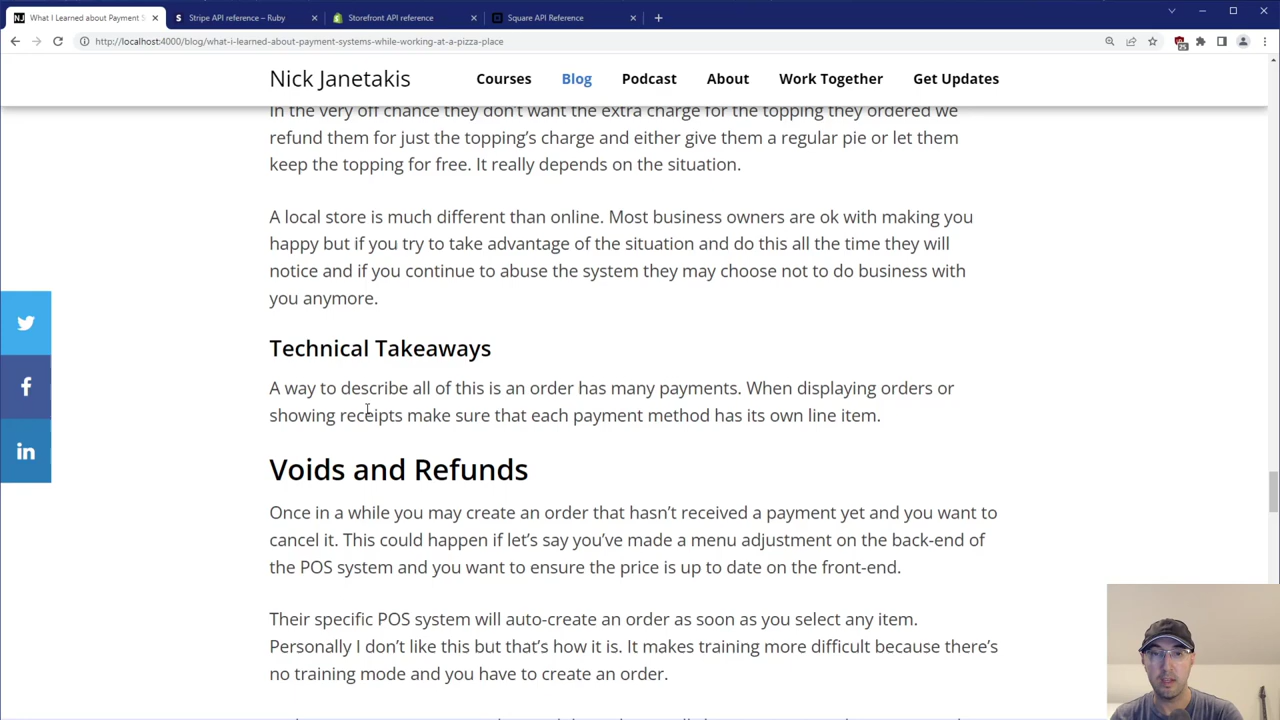 What I Learned about Payment S
Stripe API reference – Ruby
Storefront API reference
Square API Reference
http://localhost:4000/blog/what-i-learned-about-payment-systems-while-working-at-a-pizza-place
25
Nick Janetakis
Courses
Blog
Podcast
About
Work Together
Get Updates
In the very off chance they don't want the extra charge for the topping they ordered we
refund them for just the topping's charge and either give them a regular pie or let them
keep the topping for free. It really depends on the situation.
A local store is much different than online. Most business owners are ok with making you
happy but if you try to take advantage of the situation and do this all the time they will
notice and if you continue to abuse the system they may choose not to do business with
you anymore.
Technical Takeaways
A way to describe all of this is an order has many payments. When displaying orders or
showing receipts make sure that each payment method has its own line item.
Voids and Refunds
Once in a while you may create an order that hasn't received a payment yet and you want to
cancel it. This could happen if let's say you've made a menu adjustment on the back-end of
the POS system and you want to ensure the price is up to date on the front-end.
Their specific POS system will auto-create an order as soon as you select any item.
Personally I don't like this but that's how it is. It makes training more difficult because there's
no training mode and you have to create an order.